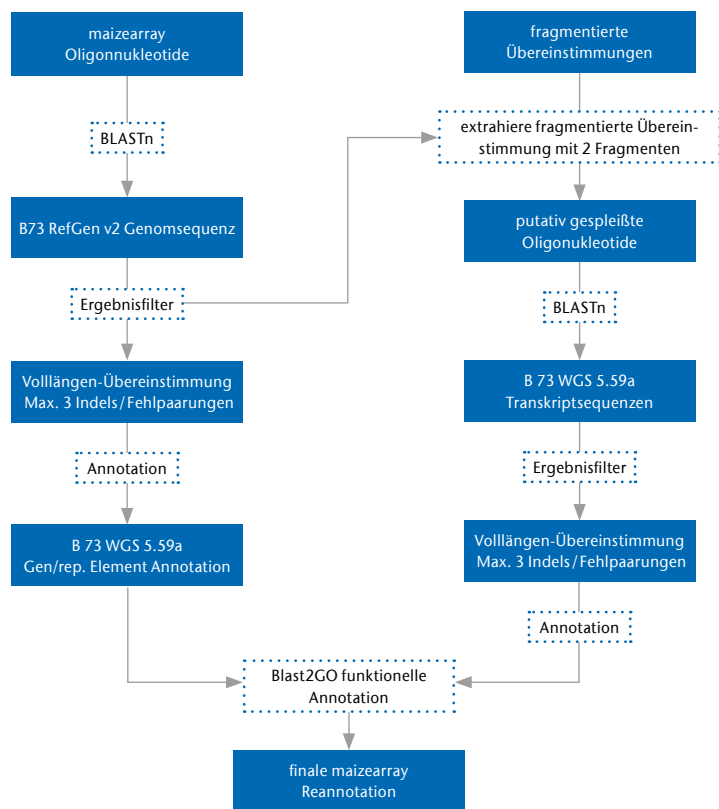 maizearray
Oligonnukleotide
BLASTn
B73 RefGen v2 Genomsequenz
Ergebnisfilter
Volllängen-Übereinstimmung
Max. 3 Indels/Fehlpaarungen
Annotation
B 73 WGS 5.59a
Gen/rep. Element Annotation
fragmentierte
Übereinstimmungen
extrahiere fragmentierte Überein-
stimmung mit 2 Fragmenten
putativ gespleißte
Oligonukleotide
BLASTn
B 73 WGS 5.59a
Transkriptsequenzen
Ergebnisfilter
Volllängen-Übereinstimmung
Max. 3 Indels/Fehlpaarungen
Annotation
Blast2GO funktionelle
Annotation
finale maizearray
Reannotation